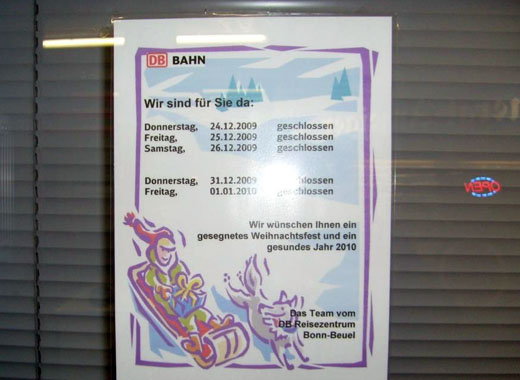 DB BAHN
Wir sind für Sie da:
Donnerstag, 24.12.2009 geschlossen
Freitag, 25.12.2009 geschlossen
Samstag, 26.12.2009 geschlossen
Donnerstag, 31.12.2009 geschlossen
Freitag, 01.01.2010 geschlossen
Wir wünschen Ihnen ein
gesegnetes Weihnachtsfest und ein
gesundes Jahr 2010
Das Team vom
DB Reisezentrum
Bonn-Beuel
OPEN